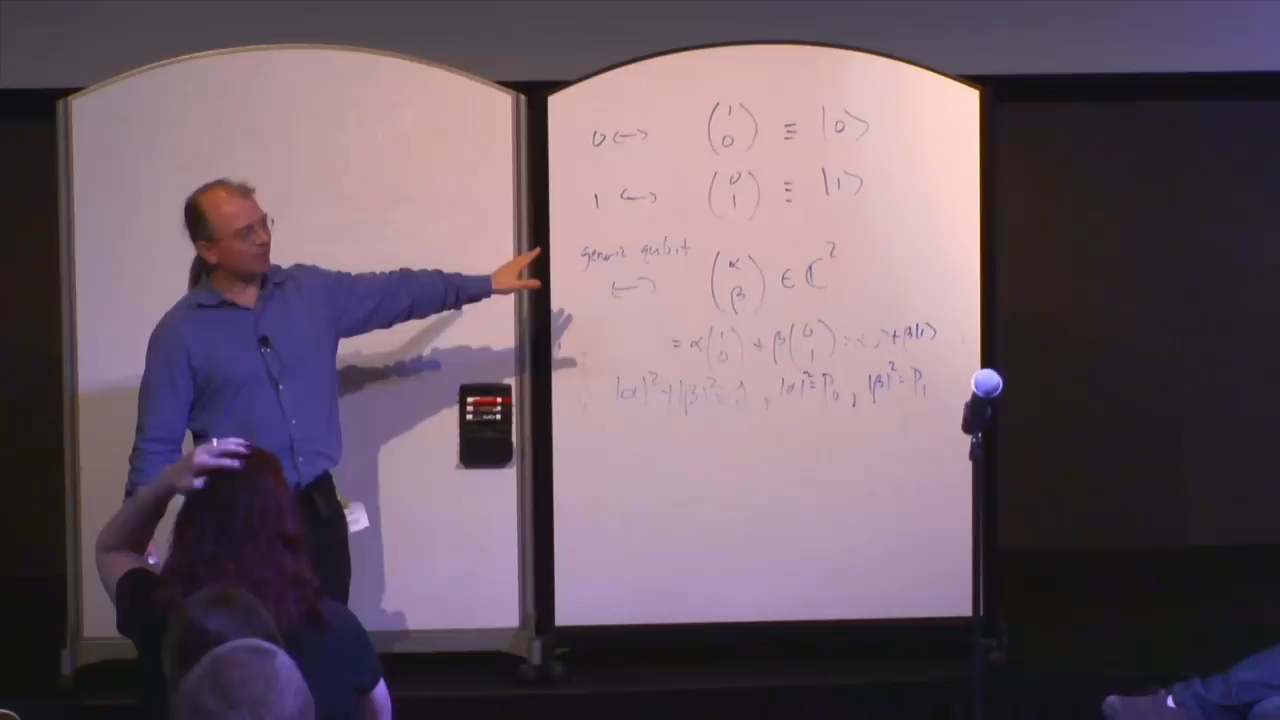 0 ↔ (1 0) ≡ |0⟩
1 ↔ (0 1) ≡ |1⟩
generic qubit
↔ (α β) ∈ ℂ²
= α(1 0) + β(0 1) = α + β|1⟩
|α|² + |β|² = 1, |α|² = P₀, |β|² = P₁